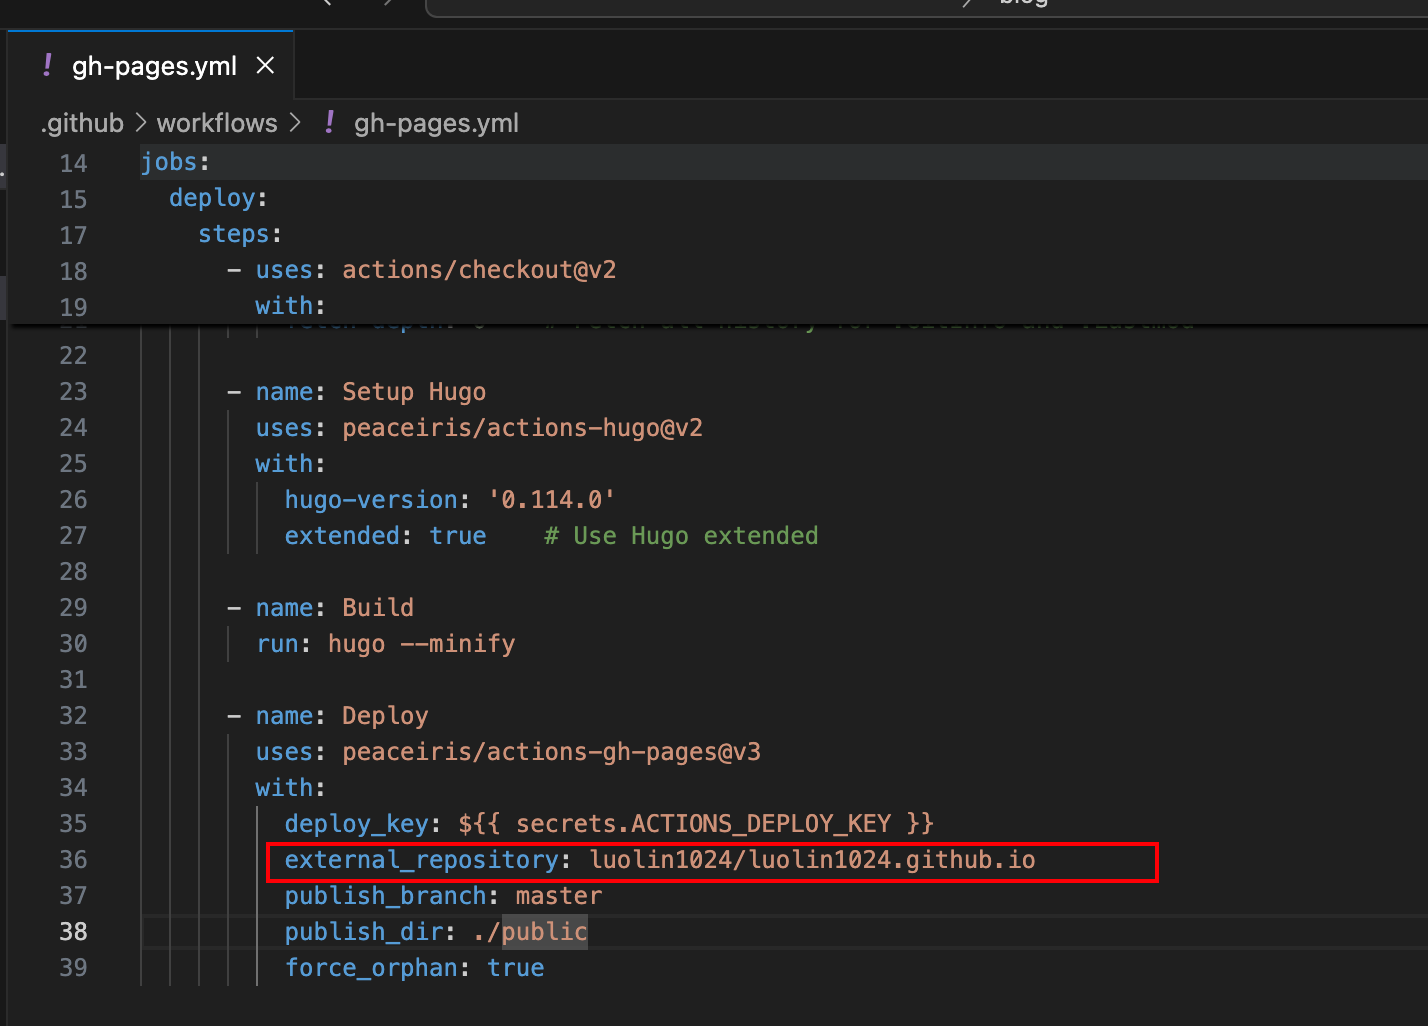 blog
! gh-pages.yml ×
.github > workflows > ! gh-pages.yml
14 jobs:
15 deploy:
17 steps:
18 - uses: actions/checkout@v2
19 with:
22
23 - name: Setup Hugo
24 uses: peaceiris/actions-hugo@v2
25 with:
26 hugo-version: '0.114.0'
27 extended: true # Use Hugo extended
28
29 - name: Build
30 run: hugo --minify
31
32 - name: Deploy
33 uses: peaceiris/actions-gh-pages@v3
34 with:
35 deploy_key: ${{ secrets.ACTIONS_DEPLOY_KEY }}
36 external_repository: luolin1024/luolin1024.github.io
37 publish_branch: master
38 publish_dir: ./public
39 force_orphan: true